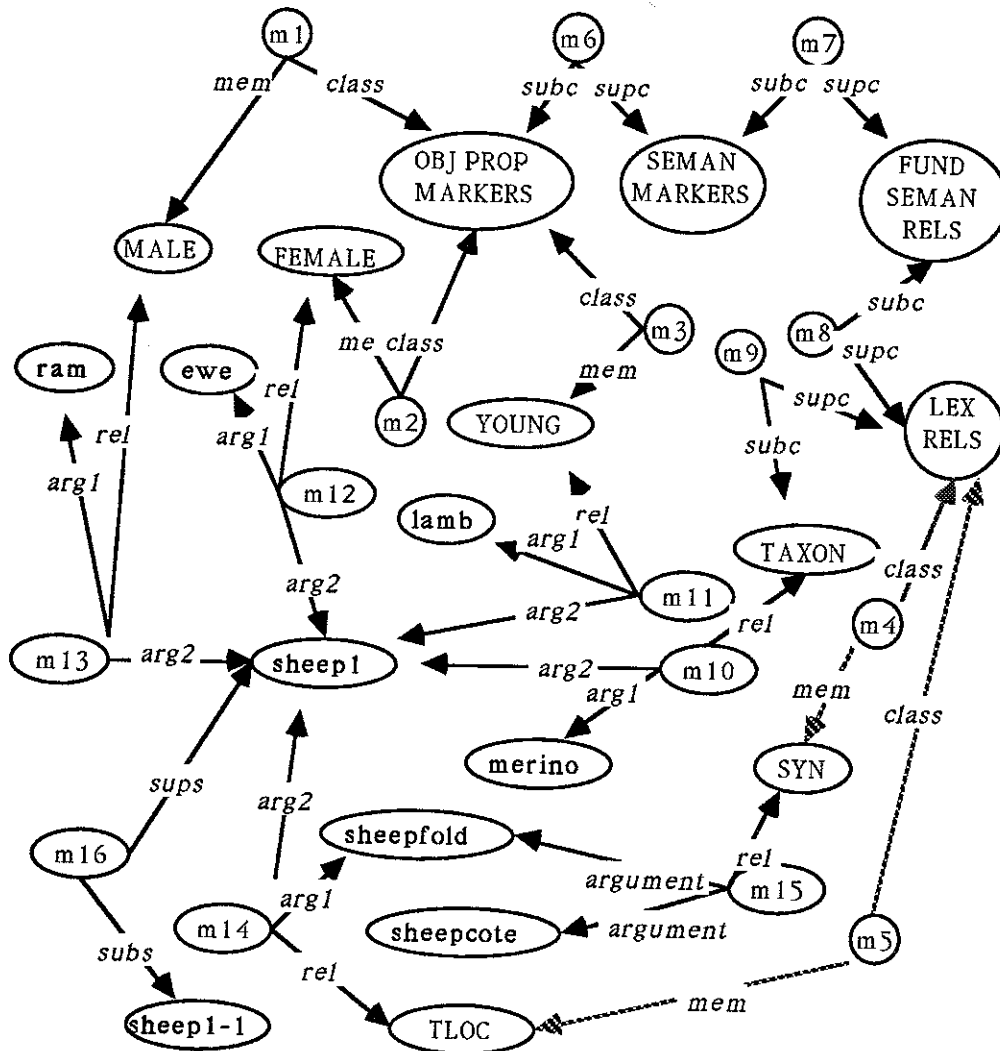 m1
m6
m7
mem
class
subc
supc
subc
supc
OBJ PROP
MARKERS
SEMAN
MARKERS
FUND
SEMAN
RELS
MALE
FEMALE
class
subc
m3
m9
m8
me
class
mem
supc
ram
ewe
rel
supc
LEX
RELS
m2
YOUNG
rel
arg1
subc
arg1
m12
lamb
rel
arg1
TAXON
class
arg2
m11
m4
arg2
rel
m13
arg2
sheep1
arg2
m10
arg1
mem
class
merino
SYN
sups
arg2
sheepfold
m16
rel
argument
m15
arg1
m14
sheepcote
argument
m5
subs
rel
mem
sheep1-1
TLOC